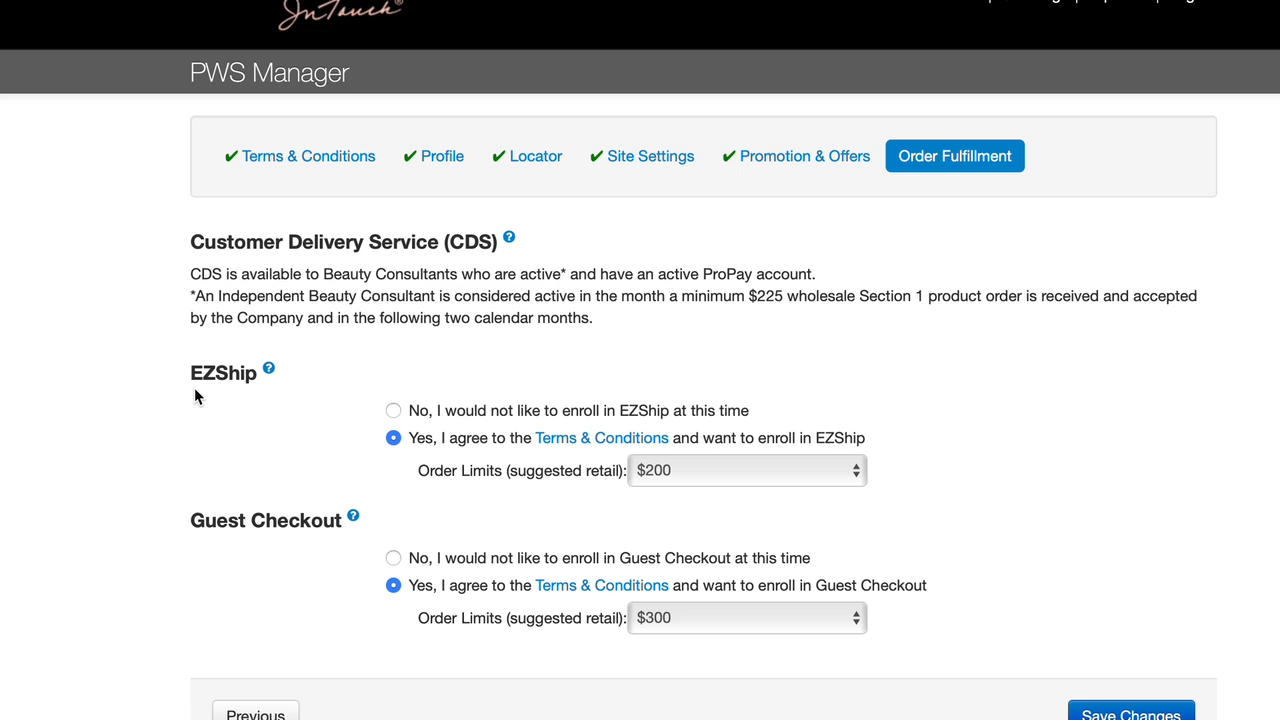 InTouch®
PWS Manager
✔ Terms & Conditions ✔ Profile ✔ Locator ✔ Site Settings ✔ Promotion & Offers Order Fulfillment
Customer Delivery Service (CDS) ?
CDS is available to Beauty Consultants who are active* and have an active ProPay account.
*An Independent Beauty Consultant is considered active in the month a minimum $225 wholesale Section 1 product order is received and accepted
by the Company and in the following two calendar months.
EZShip ?
No, I would not like to enroll in EZShip at this time
Yes, I agree to the Terms & Conditions and want to enroll in EZShip
Order Limits (suggested retail): $200
Guest Checkout ?
No, I would not like to enroll in Guest Checkout at this time
Yes, I agree to the Terms & Conditions and want to enroll in Guest Checkout
Order Limits (suggested retail): $300
Previous Save Changes